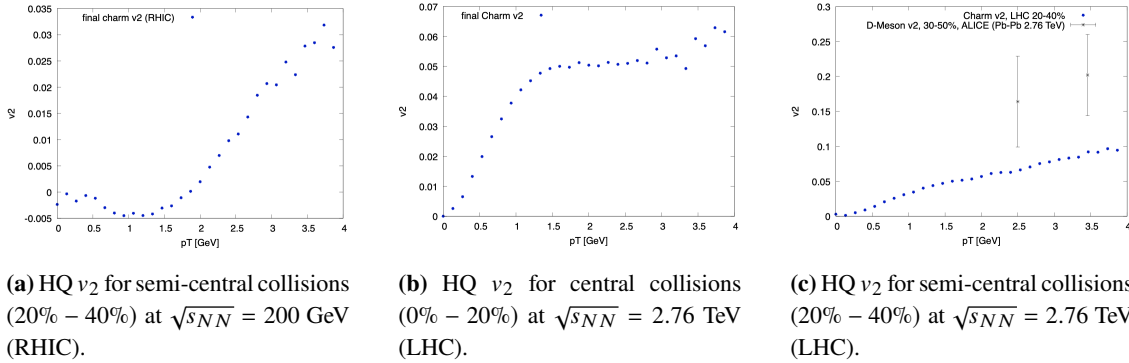 final charm v2 (RHIC)
0.035
0.03
0.025
0.02
0.015
0.01
0.005
0
-0.005
v2
0 0.5 1 1.5 2 2.5 3 3.5 4
pT [GeV]
(a) HQ v2 for semi-central collisions
(20% − 40%) at √sNN = 200 GeV
(RHIC).
final Charm v2
0.07
0.06
0.05
0.04
0.03
0.02
0.01
0
v2
0 0.5 1 1.5 2 2.5 3 3.5 4
pT [GeV]
(b) HQ v2 for central collisions
(0% − 20%) at √sNN = 2.76 TeV
(LHC).
Charm v2, LHC 20-40%
D-Meson v2, 30-50%, ALICE (Pb-Pb 2.76 TeV)
0.3
0.25
0.2
0.15
0.1
0.05
0
v2
0 0.5 1 1.5 2 2.5 3 3.5 4
pT [GeV]
(c) HQ v2 for semi-central collisions
(20% − 40%) at √sNN = 2.76 TeV
(LHC).